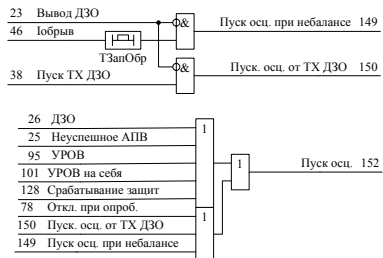 23 Вывод ДЗО
46 Iобрыв
ТЗапОбр
38 Пуск ТХ ДЗО
&
&
Пуск осц. при небалансе 149
Пуск. осц. от ТХ ДЗО 150
26 ДЗО
25 Неуспешное АПВ
95 УРОВ
101 УРОВ на себя
128 Срабатывание защит
78 Откл. при опроб.
150 Пуск. осц. от ТХ ДЗО
149 Пуск осц. при небалансе
1
1
1
Пуск осц. 152